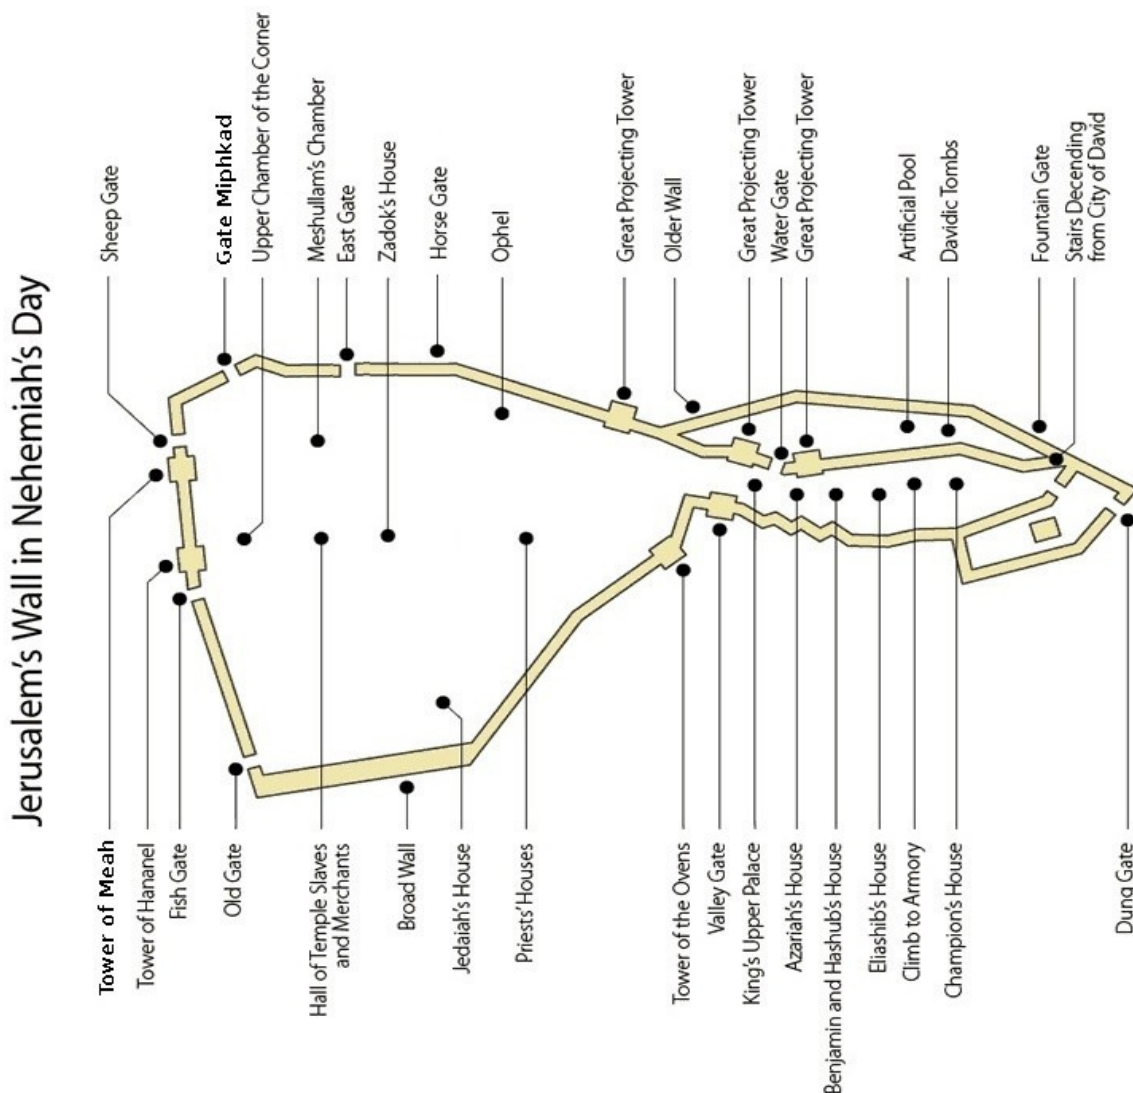 Jerusalem's Wall in Nehemiah's Day
Sheep Gate
Gate Miphkad
Upper Chamber of the Corner
Meshullam's Chamber
East Gate
Zadok's House
Horse Gate
Ophel
Great Projecting Tower
Older Wall
Great Projecting Tower
Water Gate
Great Projecting Tower
Artificial Pool
Davidic Tombs
Fountain Gate
Stairs Decending
from City of David
Tower of Meah
Tower of Hananel
Fish Gate
Old Gate
Hall of Temple Slaves
and Merchants
Broad Wall
Jedaiah's House
Priests' Houses
Tower of the Ovens
Valley Gate
King's Upper Palace
Azariah's House
Benjamin and Hashub's House
Eliashib's House
Climb to Armory
Champion's House
Dung Gate